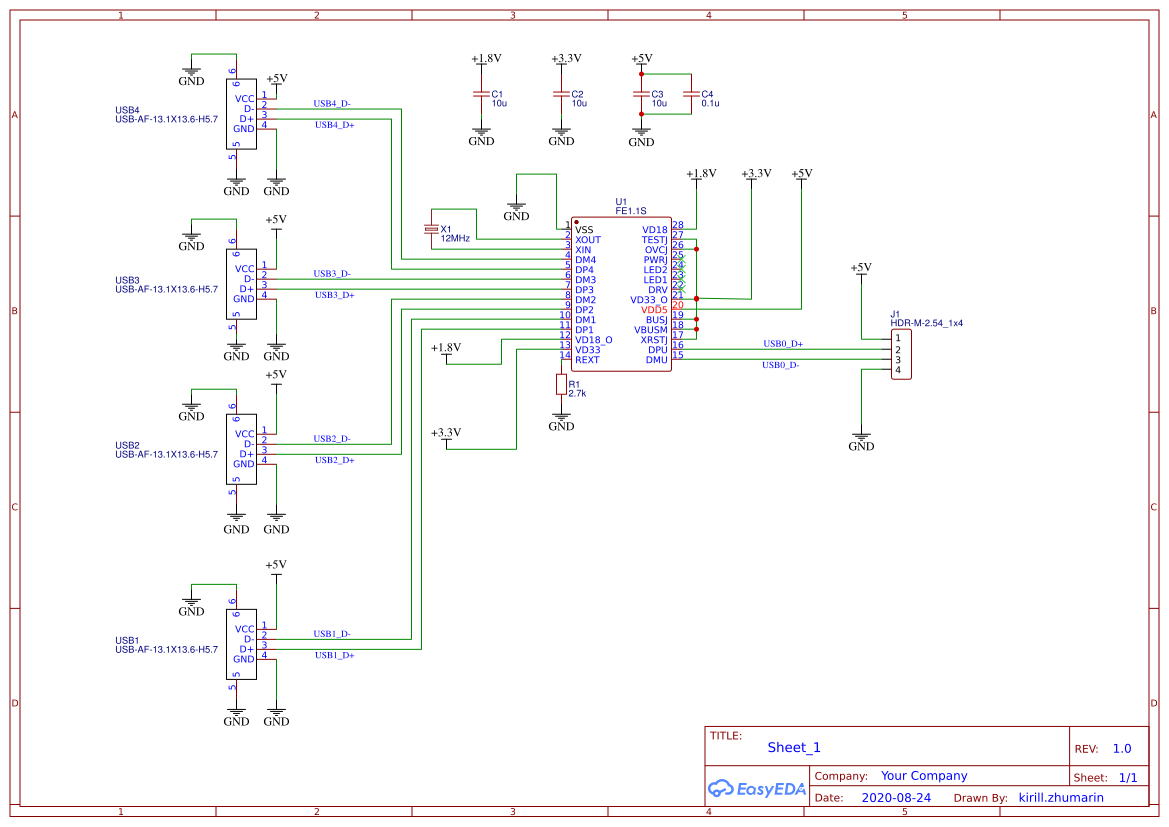 1 2 3 4 5
A
B
C
D
A
B
C
D
1 2 3 4 5
GND
+5V
6
6
VCC 1
D- 2
D+ 3
GND 4
5
5
USB4
USB-AF-13.1X13.6-H5.7
USB4_D-
USB4_D+
GND
GND
+1.8V
C1
10u
GND
+3.3V
C2
10u
GND
+5V
C3
10u
C4
0.1u
GND
GND
+5V
6
6
VCC 1
D- 2
D+ 3
GND 4
5
5
USB3
USB-AF-13.1X13.6-H5.7
USB3_D-
USB3_D+
GND
GND
GND
X1
12MHz
+1.8V
+3.3V
+5V
U1
FE1.1S
1 VSS
2 XOUT
3 XIN
4 DM4
5 DP4
6 DM3
7 DP3
8 DM2
9 DP2
10 DM1
11 DP1
12 VD18_O
13 VD33
14 REXT
VD18 28
TESTJ 27
OVCJ 26
PWRJ 25
LED2 24
LED1 23
DRV 22
VD33_O 21
VDD5 20
BUSJ 19
VBUSM 18
XRSTJ 17
DPU 16
DMU 15
+1.8V
+3.3V
R1
2.7k
GND
USB0_D+
USB0_D-
+5V
J1
HDR-M-2.54_1x4
1
2
3
4
GND
GND
+5V
6
6
VCC 1
D- 2
D+ 3
GND 4
5
5
USB2
USB-AF-13.1X13.6-H5.7
USB2_D-
USB2_D+
GND
GND
GND
+5V
6
6
VCC 1
D- 2
D+ 3
GND 4
5
5
USB1
USB-AF-13.1X13.6-H5.7
USB1_D-
USB1_D+
GND
GND
TITLE:
Sheet_1
REV: 1.0
EasyEDA
Company: Your Company
Sheet: 1/1
Date: 2020-08-24 Drawn By: kirill.zhumarin